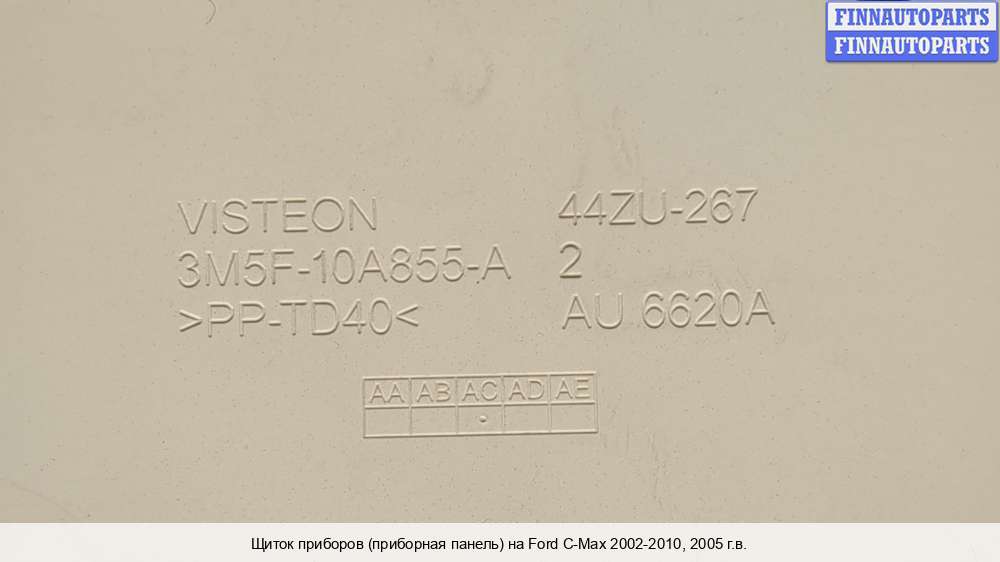 FINNAUTOPARTS
FINNAUTOPARTS
VISTEON
3M5F-10A855-A
>PP-TD40<
44ZU-267
2
AU 6620A
AA AB AC AD AE
Щиток приборов (приборная панель) на Ford C-Max 2002-2010, 2005 г.в.